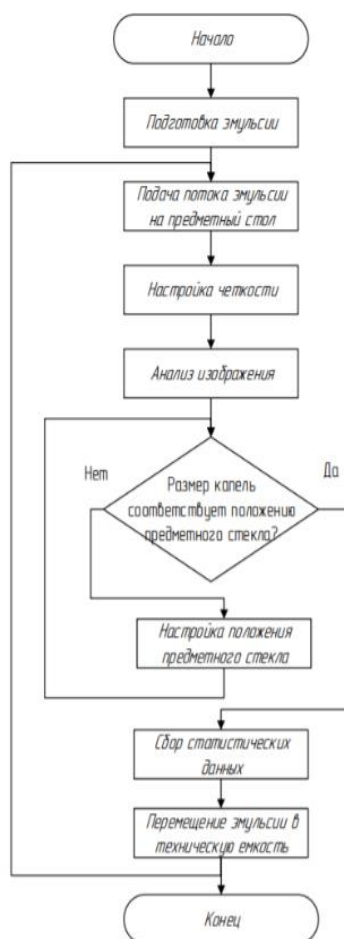 Начало
Подготовка эмульсии
Подача потока эмульсии
на предметный стол
Настройка четкости
Анализ изображения
Нет
Да
Размер капель
соответствует положению
предметного стекла?
Настройка положения
предметного стекла
Сбор статистических
данных
Перемещение эмульсии в
техническую емкость
Конец